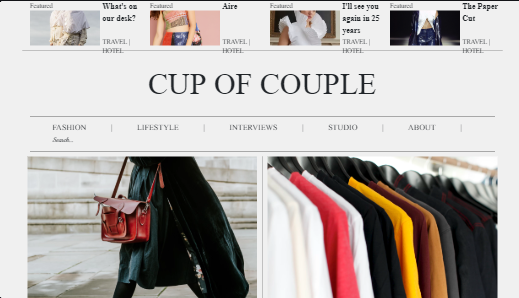 Featured
What's on
our desk?
TRAVEL |
HOTEL
Featured
Aire
TRAVEL |
HOTEL
Featured
I'll see you
again in 25
years
TRAVEL |
HOTEL
Featured
The Paper
Cut
TRAVEL |
HOTEL
CUP OF COUPLE
FASHION | LIFESTYLE | INTERVIEWS | STUDIO | ABOUT |
Search...